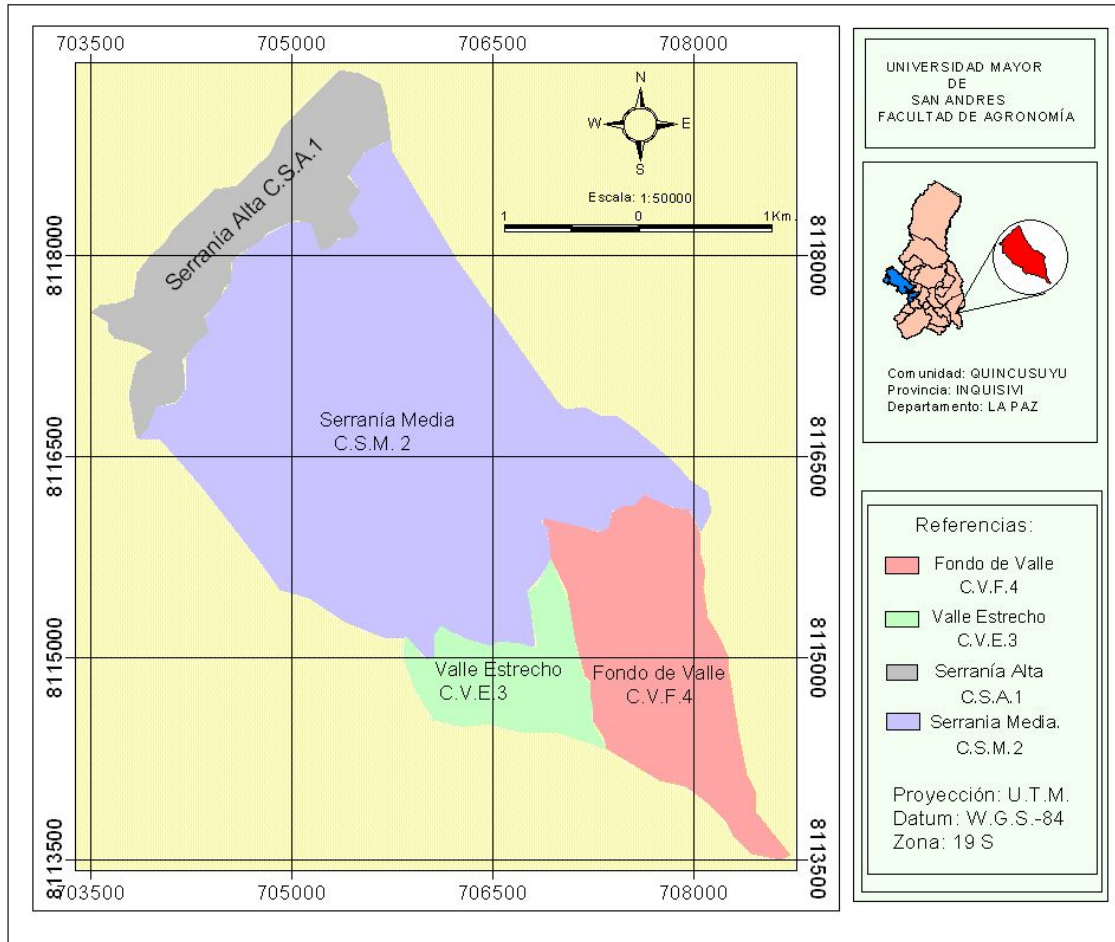 703500 705000 706500 708000
N
W E
S
Escala: 1:50000
1 0 1Km.
8118000
8116500
8115000
8113500
Serranía Alta C.S.A.1
Serranía Media
C.S.M. 2
Valle Estrecho
C.V.E.3
Fondo de Valle
C.V.F.4
8118000
8116500
8115000
8113500
703500 705000 706500 708000
UNIVERSIDAD MAYOR
DE
SAN ANDRES
FACULTAD DE AGRONOMÍA
Comunidad: QUINCUSUYU
Provincia: INQUISIVI
Departamento: LA PAZ
Referencias:
Fondo de Valle
C.V.F.4
Valle Estrecho
C.V.E.3
Serranía Alta
C.S.A.1
Serrania Media.
C.S.M.2
Proyección: U.T.M.
Datum: W.G.S.-84
Zona: 19 S